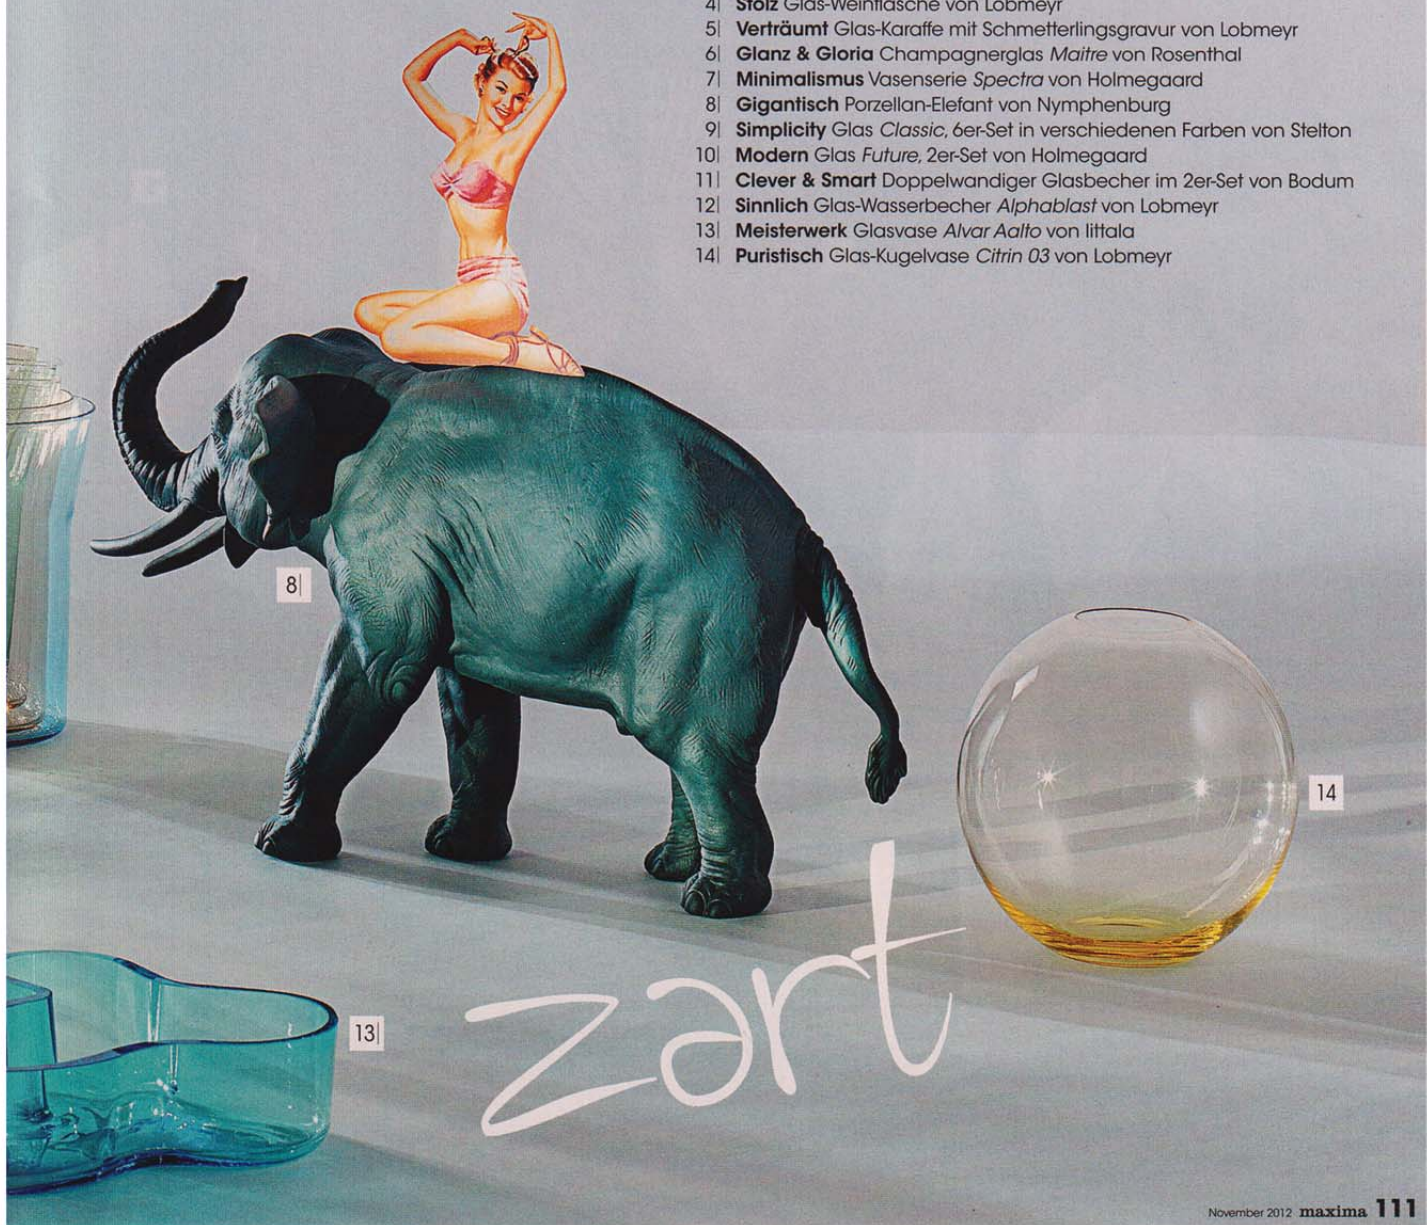 4| Stolz Glas-Weinflasche von Lobmeyr
5| Verträumt Glas-Karaffe mit Schmetterlingsgravur von Lobmeyr
6| Glanz & Gloria Champagnerglas Maitre von Rosenthal
7| Minimalismus Vasenserie Spectra von Holmegaard
8| Gigantisch Porzellan-Elefant von Nymphenburg
9| Simplicity Glas Classic, 6er-Set in verschiedenen Farben von Stelton
10| Modern Glas Future, 2er-Set von Holmegaard
11| Clever & Smart Doppelwandiger Glasbecher im 2er-Set von Bodum
12| Sinnlich Glas-Wasserbecher Alphablast von Lobmeyr
13| Meisterwerk Glasvase Alvar Aalto von Iittala
14| Puristisch Glas-Kugelvase Citrin 03 von Lobmeyr
8|
14
zart
13|
November 2012 maxima 111